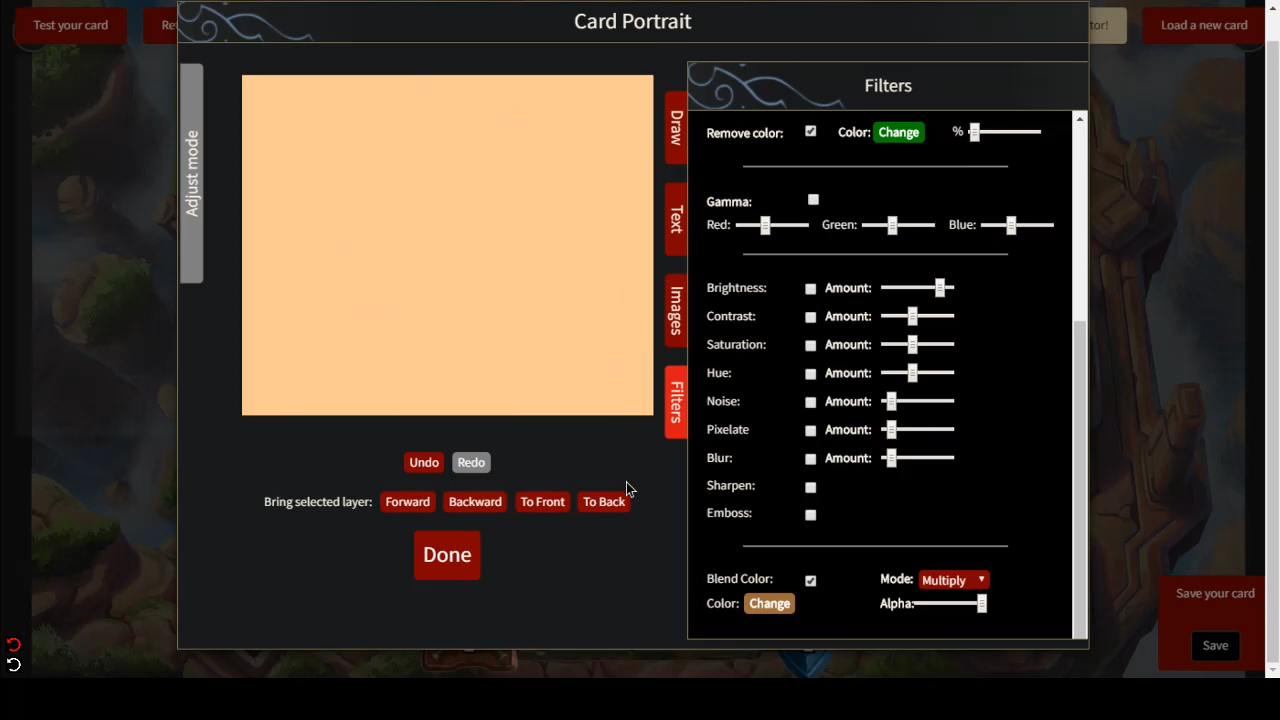 Card Portrait
Test your card
Re
tor!
Load a new card
Adjust mode
Draw
Text
Images
Filters
Filters
Remove color: Color: Change %
Gamma:
Red: Green: Blue:
Brightness: Amount:
Contrast: Amount:
Saturation: Amount:
Hue: Amount:
Noise: Amount:
Pixelate Amount:
Blur: Amount:
Sharpen:
Emboss:
Blend Color: Mode: Multiply
Color: Change Alpha:
Undo Redo
Bring selected layer: Forward Backward To Front To Back
Done
Save your card
Save